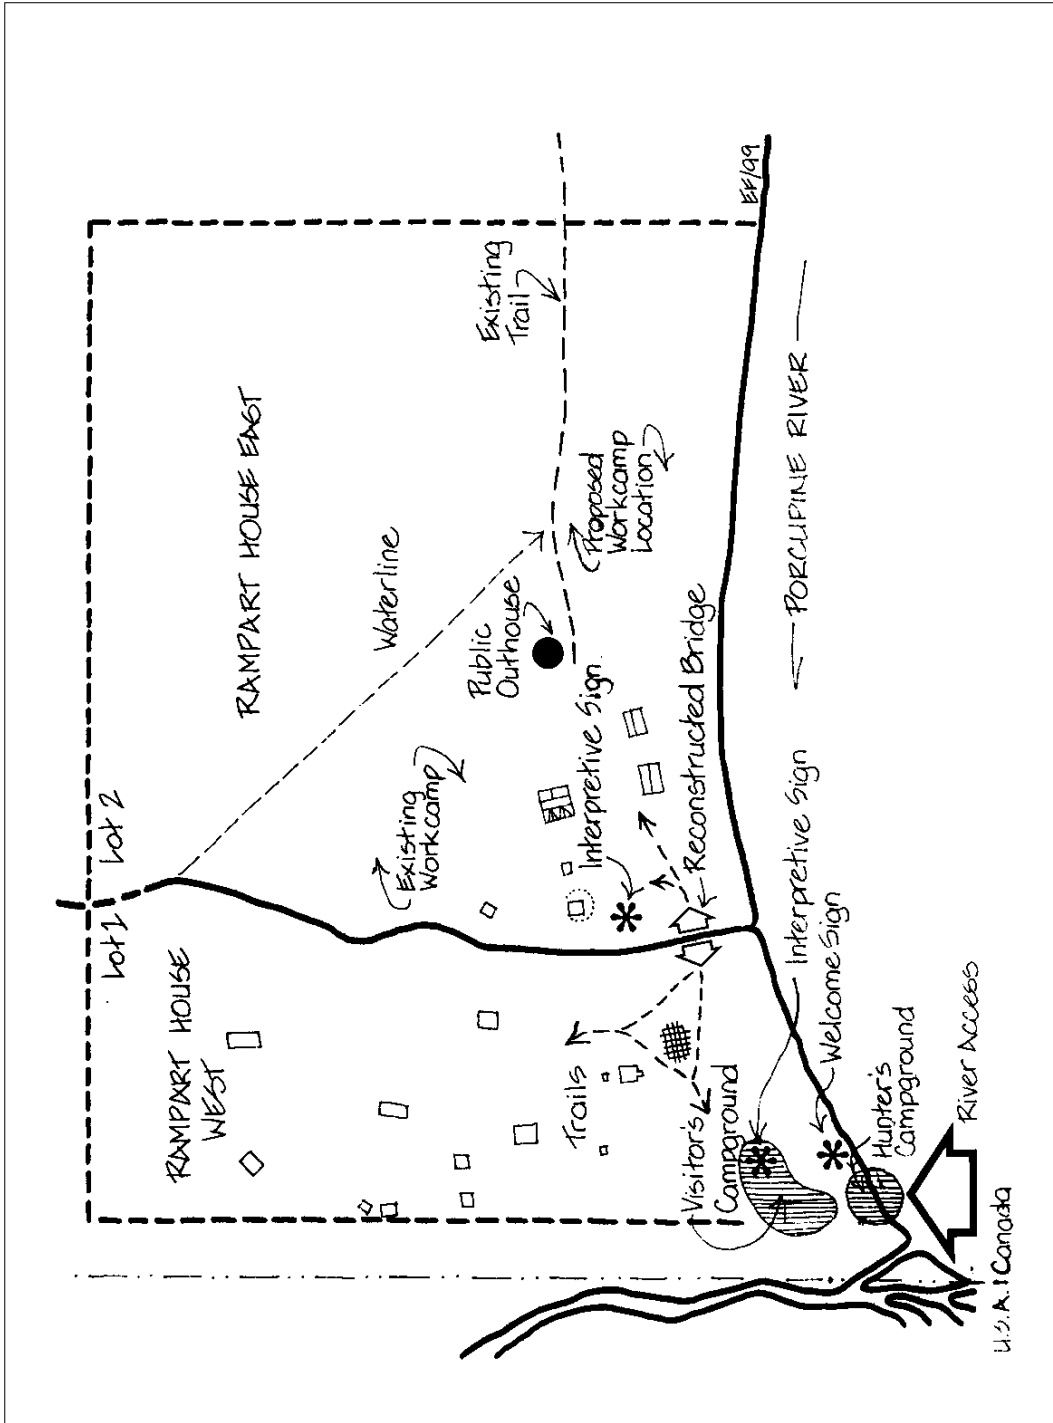 Lot 1
Lot 2
RAMPART HOUSE
WEST
RAMPART HOUSE EAST
Waterline
Existing
Workcamp
Public
Outhouse
Existing
Trail
Trails
Interpretive Sign
Proposed
Workcamp
Location
Visitor's
Campground
Reconstructed Bridge
EF/99
Interpretive Sign
PORCUPINE RIVER
Welcome Sign
Hunter's
Campground
River Access
U.S.A. | Canada